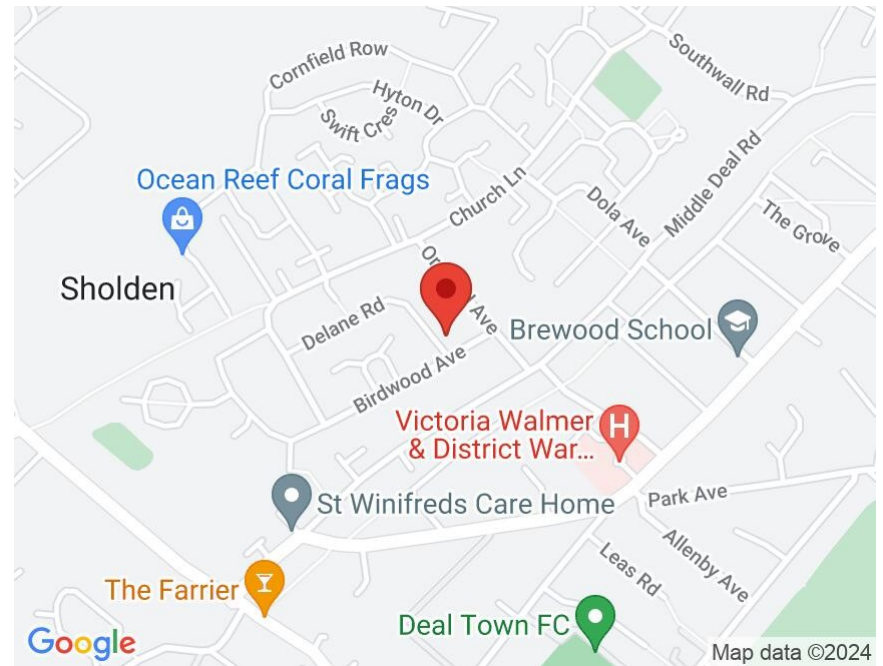 Southwall Rd
Cornfield Row
Hyton Dr
Swift Cres
Middle Deal Rd
Ocean Reef Coral Frags
Church Ln
Dola Ave
The Grove
Sholden
Ave
Delane Rd
Brewood School
Birdwood Ave
Victoria Walmer
& District War...
H
St Winifreds Care Home
Park Ave
Allenby Ave
Leas Rd
The Farrier
Deal Town FC
Google
Map data ©2024